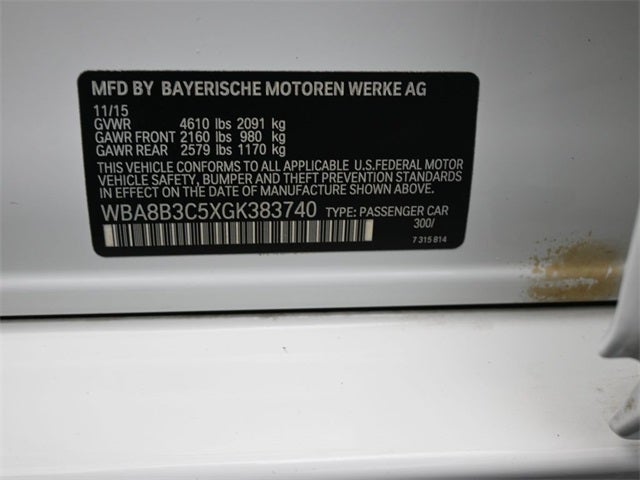 MFD BY BAYERISCHE MOTOREN WERKE AG
11/15
GVWR 4610 lbs 2091 kg
GAWR FRONT 2160 lbs 980 kg
GAWR REAR 2579 lbs 1170 kg
THIS VEHICLE CONFORMS TO ALL APPLICABLE U.S.FEDERAL MOTOR
VEHICLE SAFETY, BUMPER AND THEFT PREVENTION STANDARDS
IN EFFECT ON THE DATE OF MANUFACTURE SHOWN ABOVE.
WBA8B3C5XGK383740 TYPE: PASSENGER CAR
300/
7 315 814